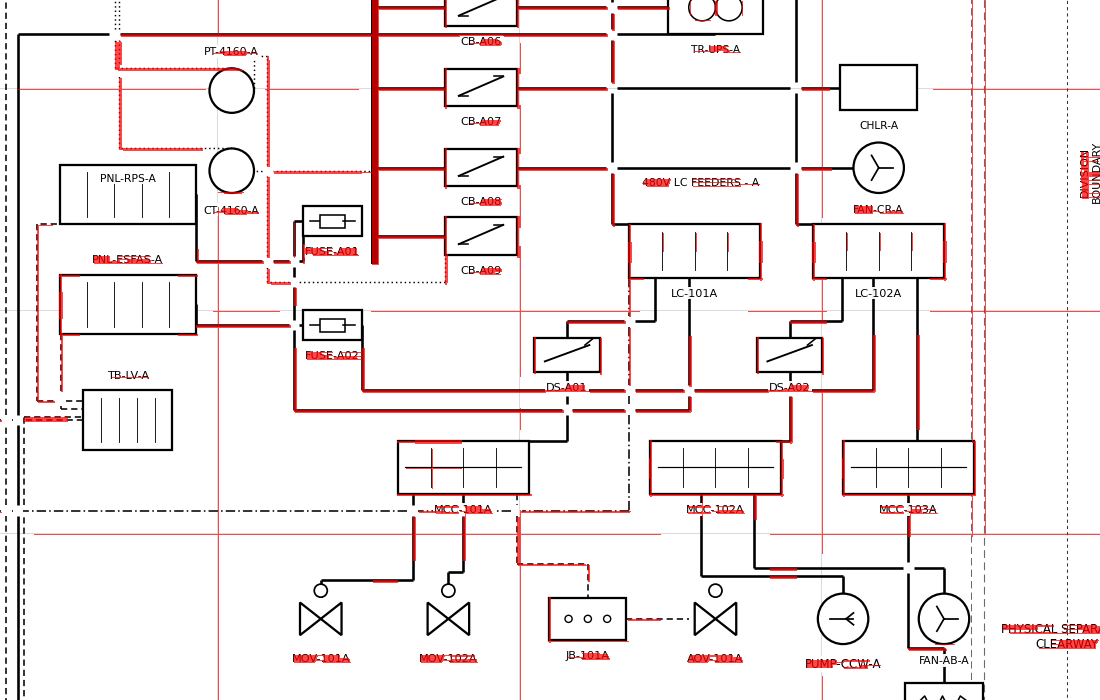 CB-A06
TR-UPS-A
PT-4160-A
CB-A07
CHLR-A
DIVISION
BOUNDARY
PNL-RPS-A
480V LC FEEDERS - A
CB-A08
CT-4160-A
FAN-CR-A
FUSE-A01
PNL-ESFAS-A
CB-A09
LC-101A
LC-102A
FUSE-A02
TB-LV-A
DS-A01
DS-A02
MCC-101A
MCC-102A
MCC-103A
PHYSICAL SEPAR
CLEARWAY
MOV-101A
MOV-102A
JB-101A
AOV-101A
PUMP-CCW-A
FAN-AB-A